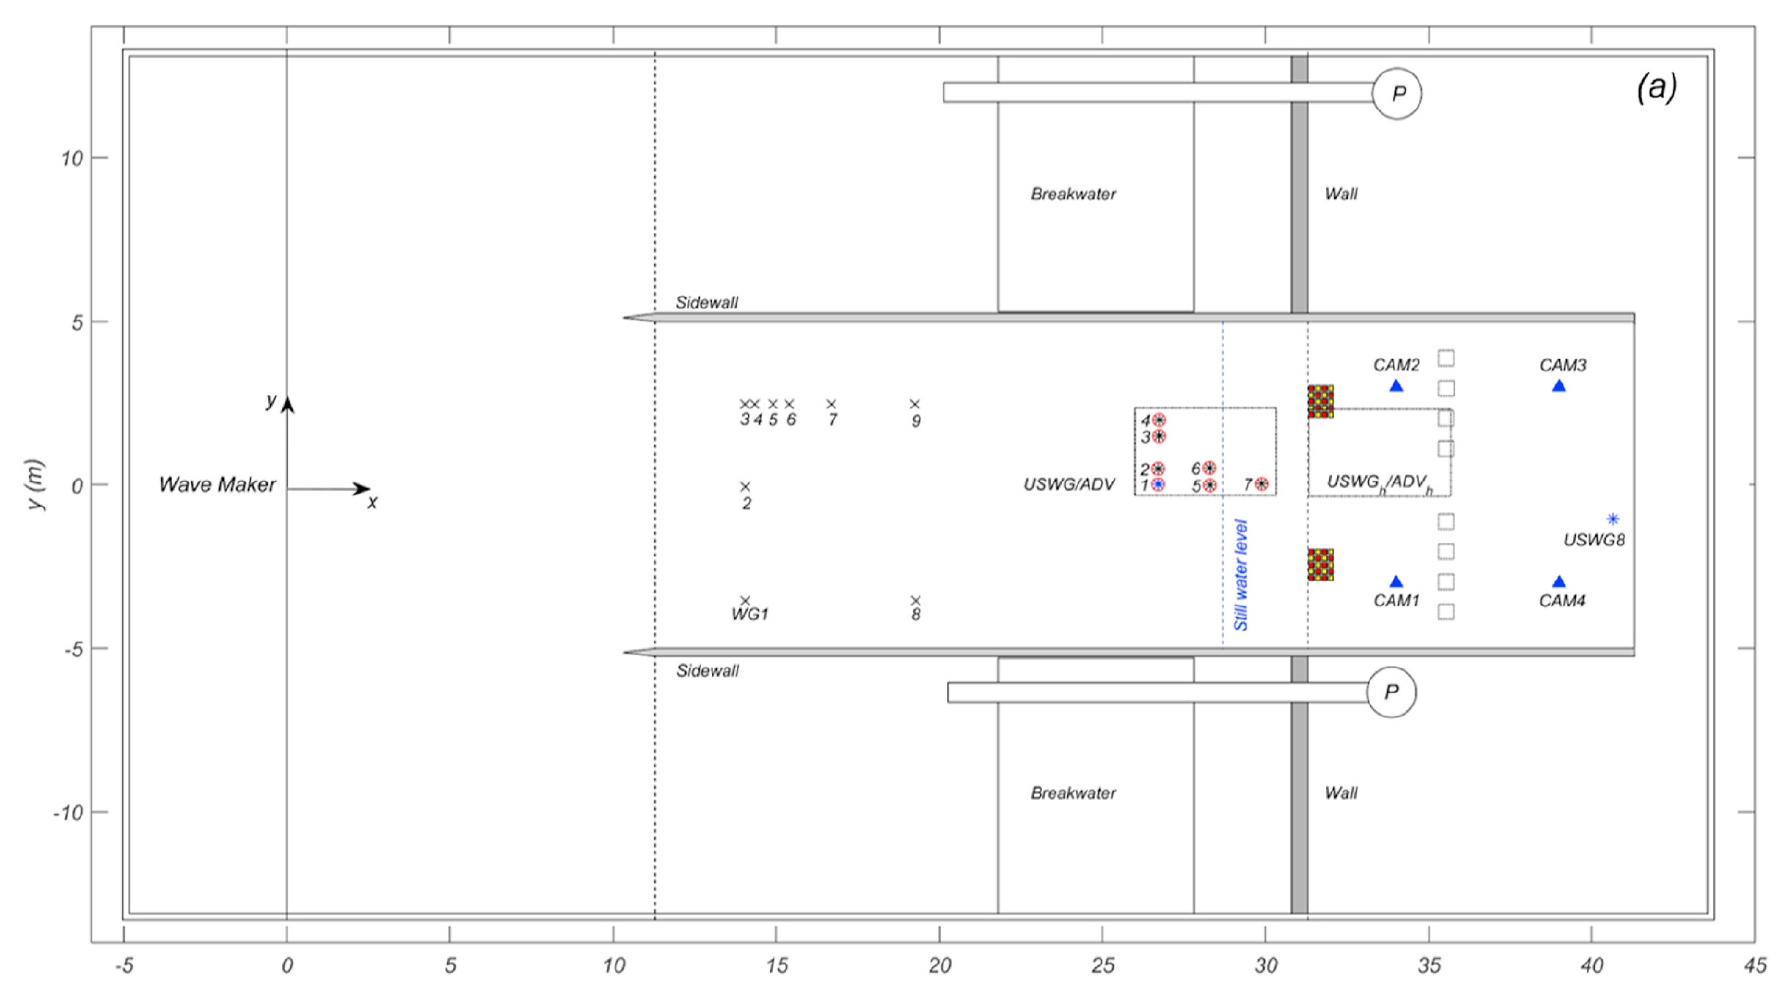 (a)
P
10
Breakwater
Wall
Sidewall
5
CAM2
CAM3
y
3 4 5 6 7 9
4
3
2
6
1
5
7
Wave Maker
x
y (m)
0
2
USWG/ADV
USWGh/ADVh
USWG8
Still water level
WG1
8
CAM1
CAM4
-5
Sidewall
P
Breakwater
Wall
-10
-5 0 5 10 15 20 25 30 35 40 45